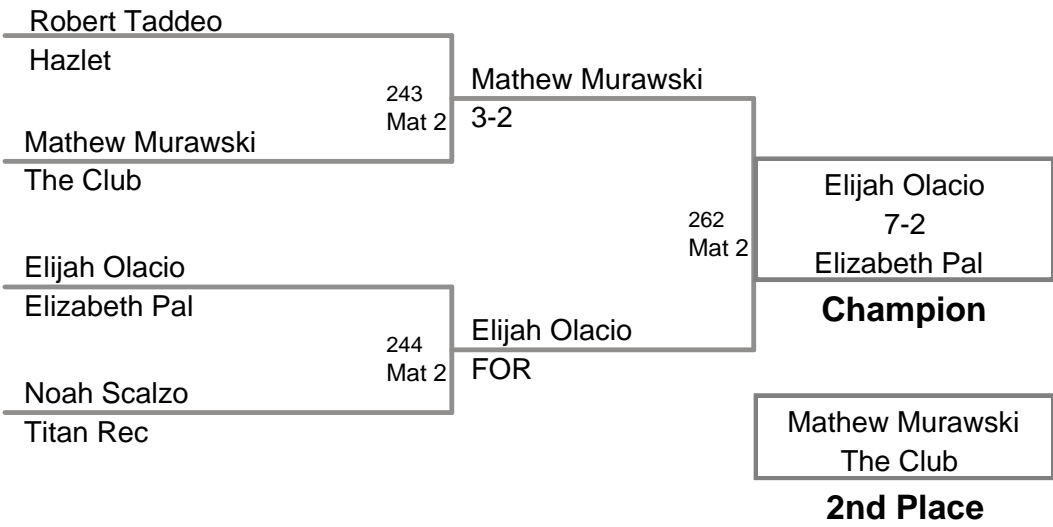 Robert Taddeo
Hazlet
243
Mat 2
Mathew Murawski
The Club
Mathew Murawski
3-2
Elijah Olacio
Elizabeth Pal
244
Mat 2
Noah Scalzo
Titan Rec
Elijah Olacio
FOR
262
Mat 2
Elijah Olacio
7-2
Elizabeth Pal
Champion
Mathew Murawski
The Club
2nd Place